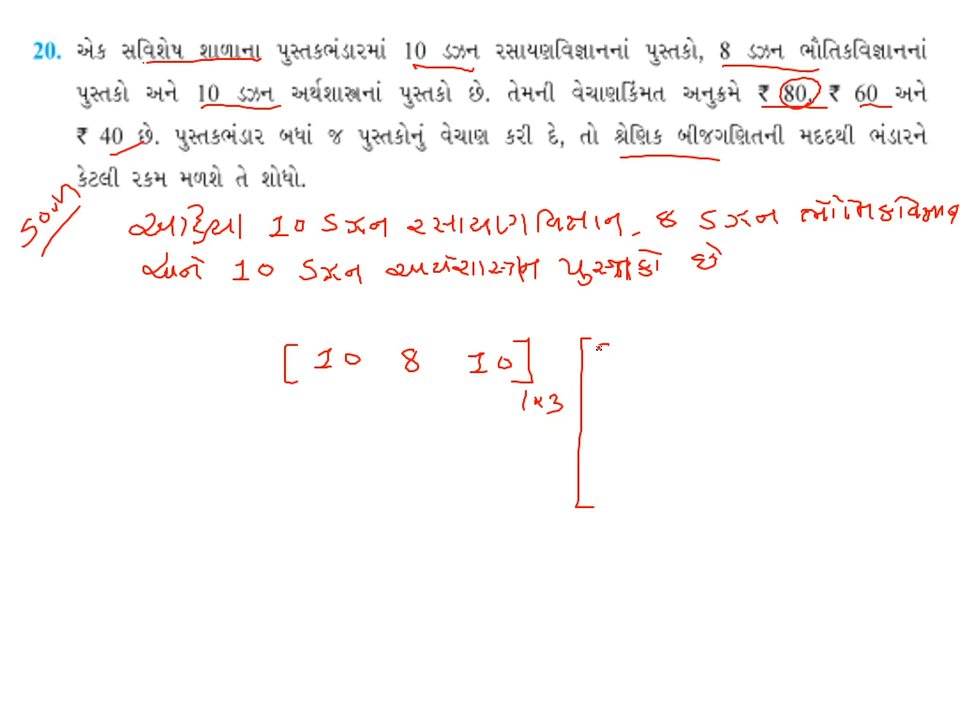 20. એક સવિશેષ શાળાના પુસ્તકભંડારમાં 10 ડઝન રસાયણવિજ્ઞાનનાં પુસ્તકો, 8 ડઝન ભૌતિકવિજ્ઞાનનાં
પુસ્તકો અને 10 ડઝન અર્થશાસ્ત્રનાં પુસ્તકો છે. તેમની વેચાણકિંમત અનુક્રમે ₹ 80, ₹ 60 અને
₹ 40 છે. પુસ્તકભંડાર બધાં જ પુસ્તકોનું વેચાણ કરી દે, તો શ્રેણિક બીજગણિતની મદદથી ભંડારને
કેટલી રકમ મળશે તે શોધો.
10 ડઝન રસાયણવિજ્ઞાન, 8 ડઝન ભૌતિકવિજ્ઞાન
અને 10 ડઝન અર્થશાસ્ત્રના પુસ્તકો છે
[ 10 8 10 ] 1×3 [